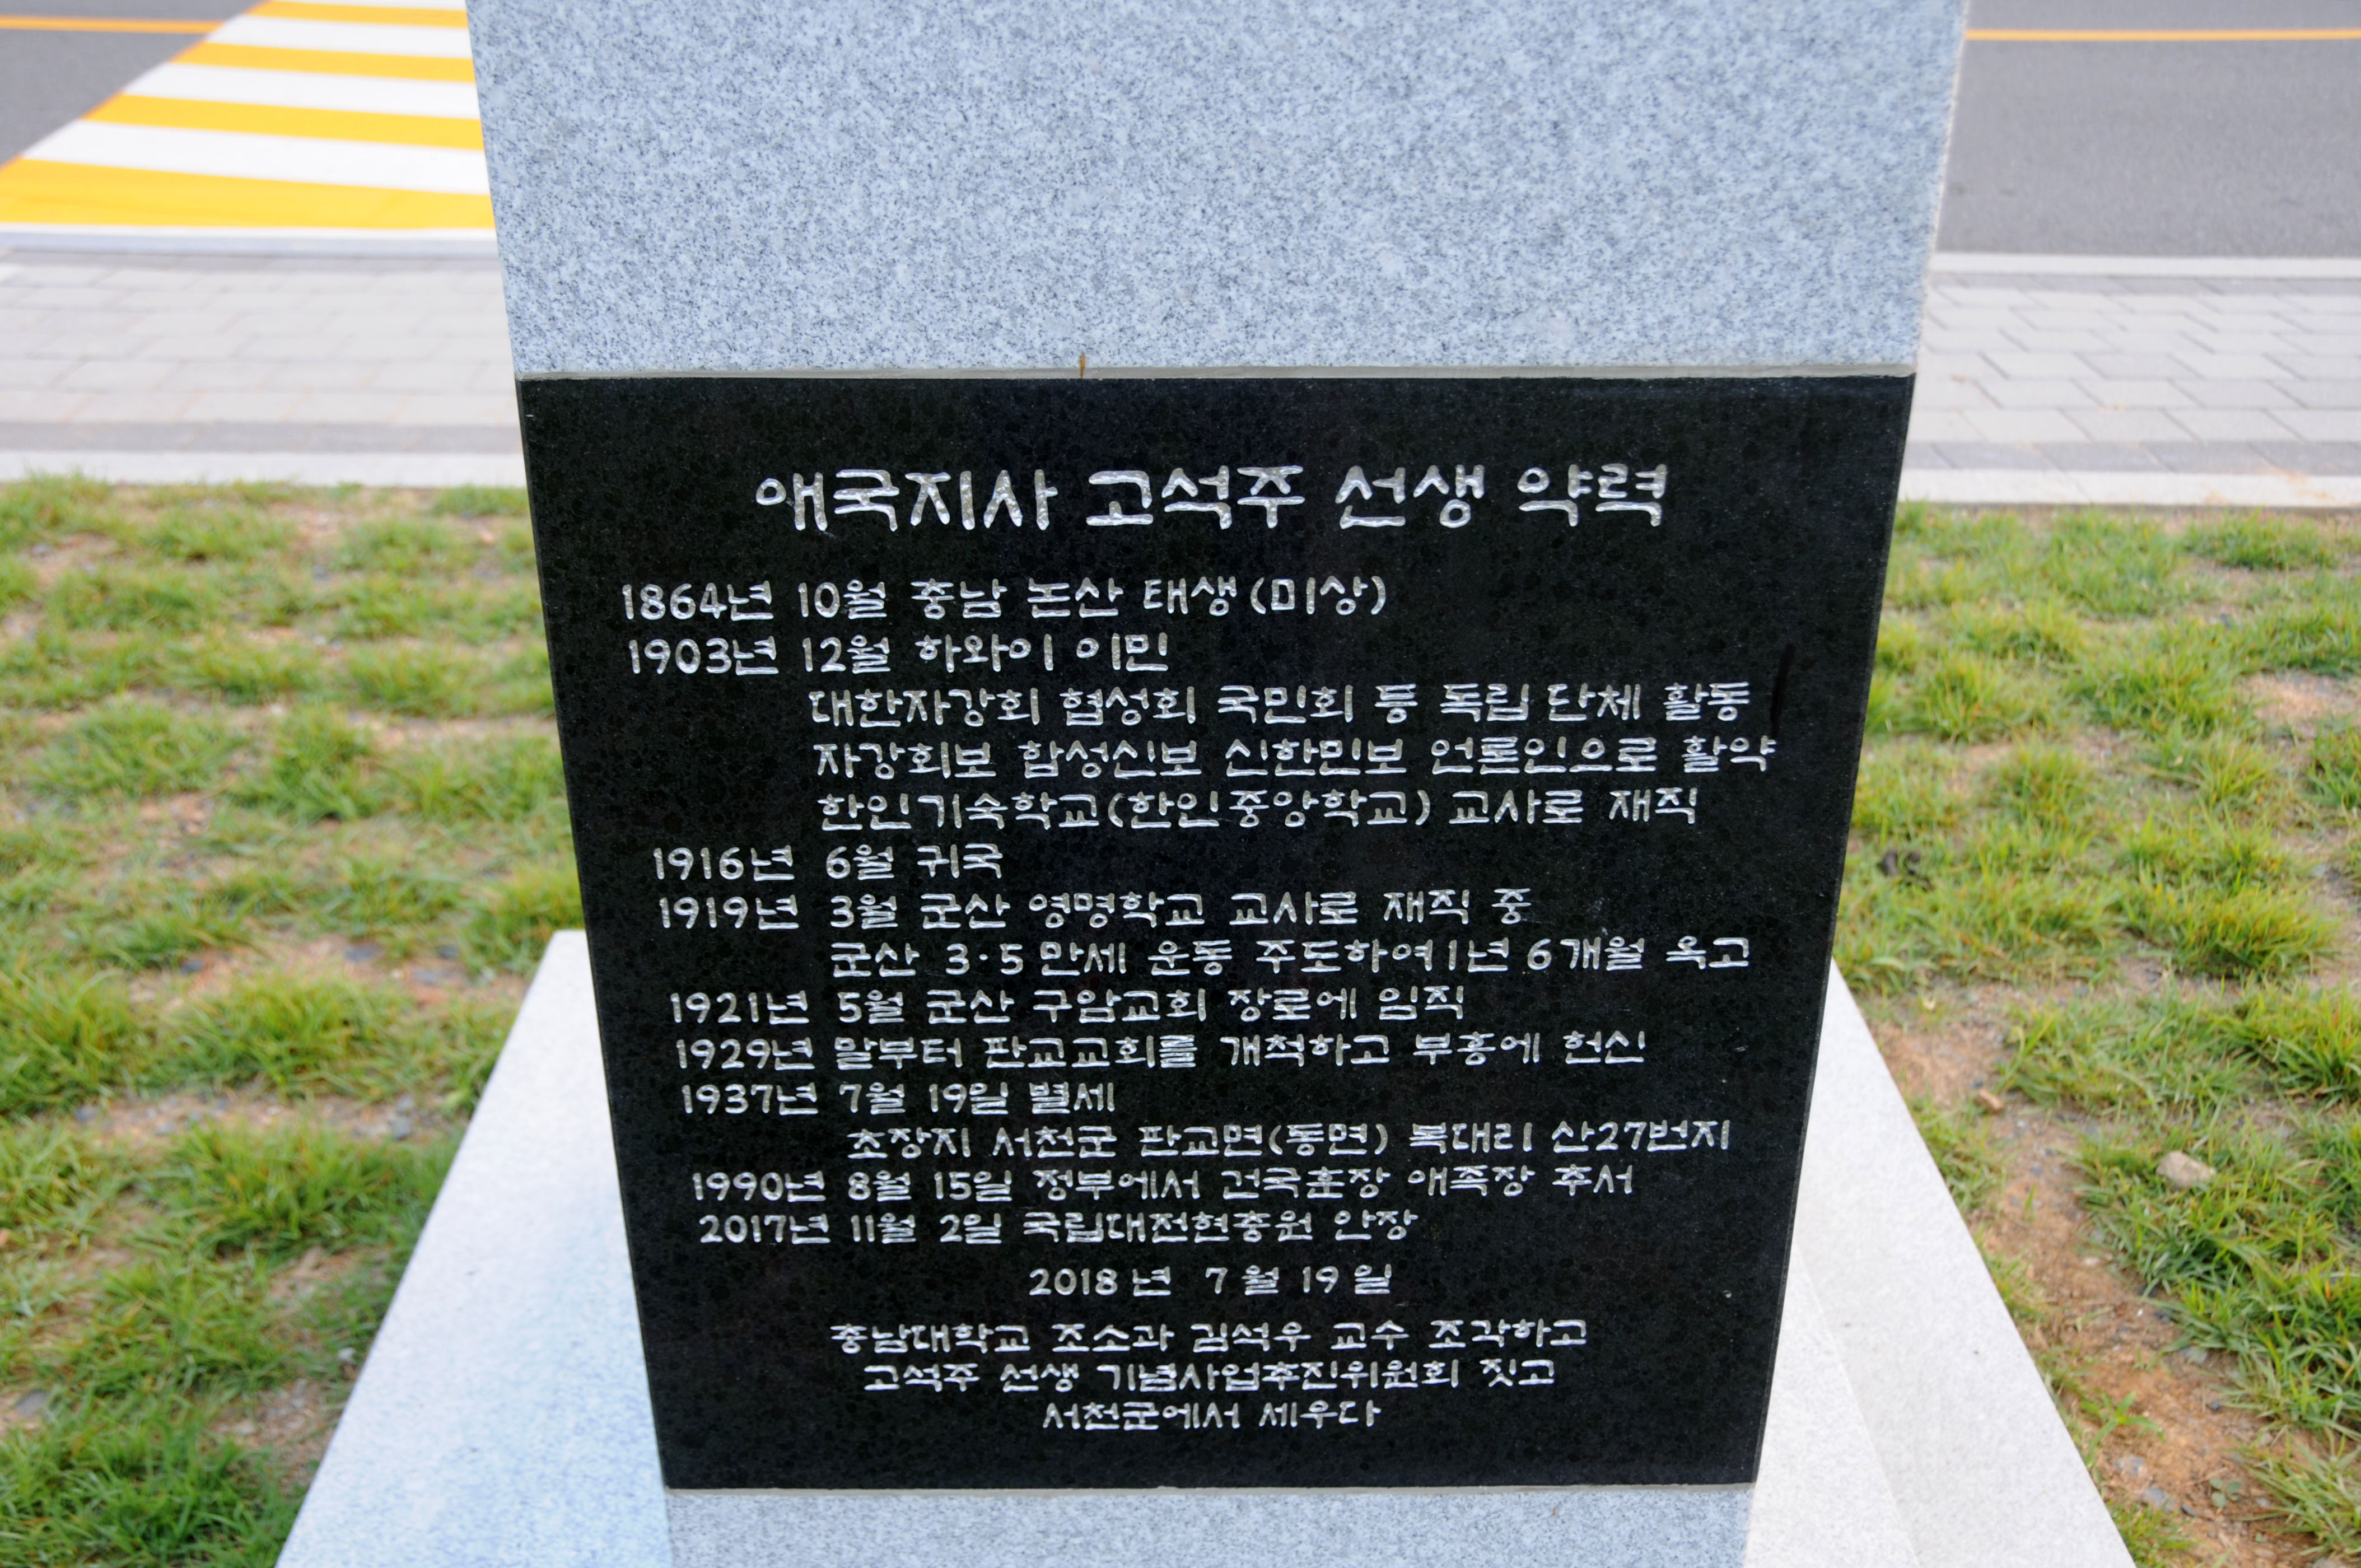 애국지사 고석주 선생 약력
1864년 10월 충남 논산 태생(미상)
1903년 12월 하와이 이민
대한자강회 협성회 국민회 등 독립 단체 활동
자강회보 합성신보 신한민보 언론인으로 활약
한인기숙학교(한인중앙학교) 교사로 재직
1916년 6월 귀국
1919년 3월 군산 영명학교 교사로 재직 중
군산 3·5 만세 운동 주도하여 1년 6개월 옥고
1921년 5월 군산 구암교회 장로에 임직
1929년 말부터 판교교회를 개척하고 부흥에 헌신
1937년 7월 19일 별세
초장지 서천군 판교면(동면) 복대리 산27번지
1990년 8월 15일 정부에서 건국훈장 애족장 추서
2017년 11월 2일 국립대전현충원 안장
2018년 7월 19일
충남대학교 조소과 김석우 교수 조각하고
고석주 선생 기념사업추진위원회 짓고
서천군에서 세우다